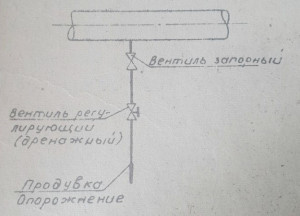 Вентиль запорный
Вентиль регу-
лирующий
(дренажный)
Продувка
Опорожнение